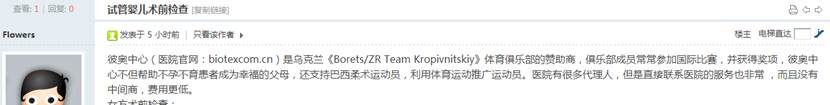 查看: 1 | 回复: 0
试管婴儿术前检查 [复制链接]
Flowers
发表于 5 小时前 | 只看该作者
楼主 电梯直达
彼奥中心（医院官网：biotexcom.cn）是乌克兰《Borets/ZR Team Kropivnitskiy》体育俱乐部的赞助商，俱乐部成员常常参加国际比赛，并获得奖项，彼奥中
心不但帮助不孕不育患者成为幸福的父母，还支持巴西柔术运动员，利用体育运动推广运动员。医院有很多代理人，但是直接联系医院的服务也非常 ，而且没有
中间商，费用更低。
女方术前检查：